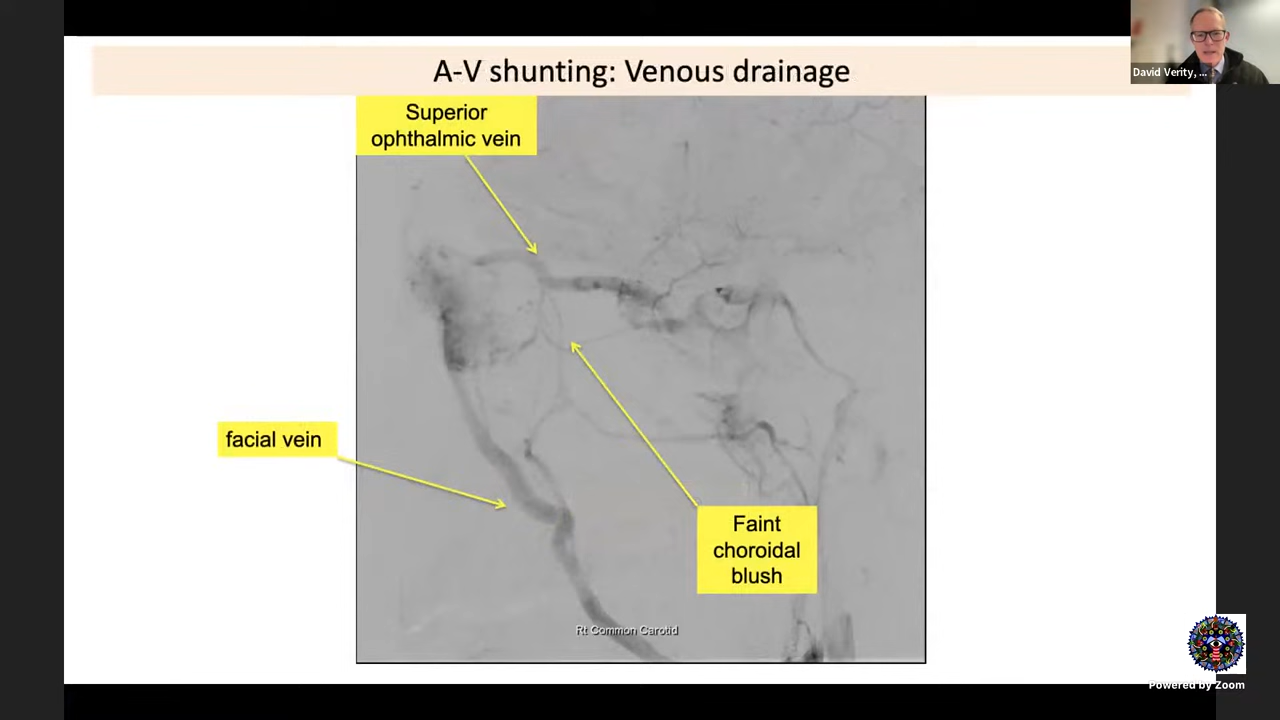 A-V shunting: Venous drainage
David Verity, ...
Superior
ophthalmic vein
facial vein
Faint
choroidal
blush
Rt Common Carotid
Powered by Zoom